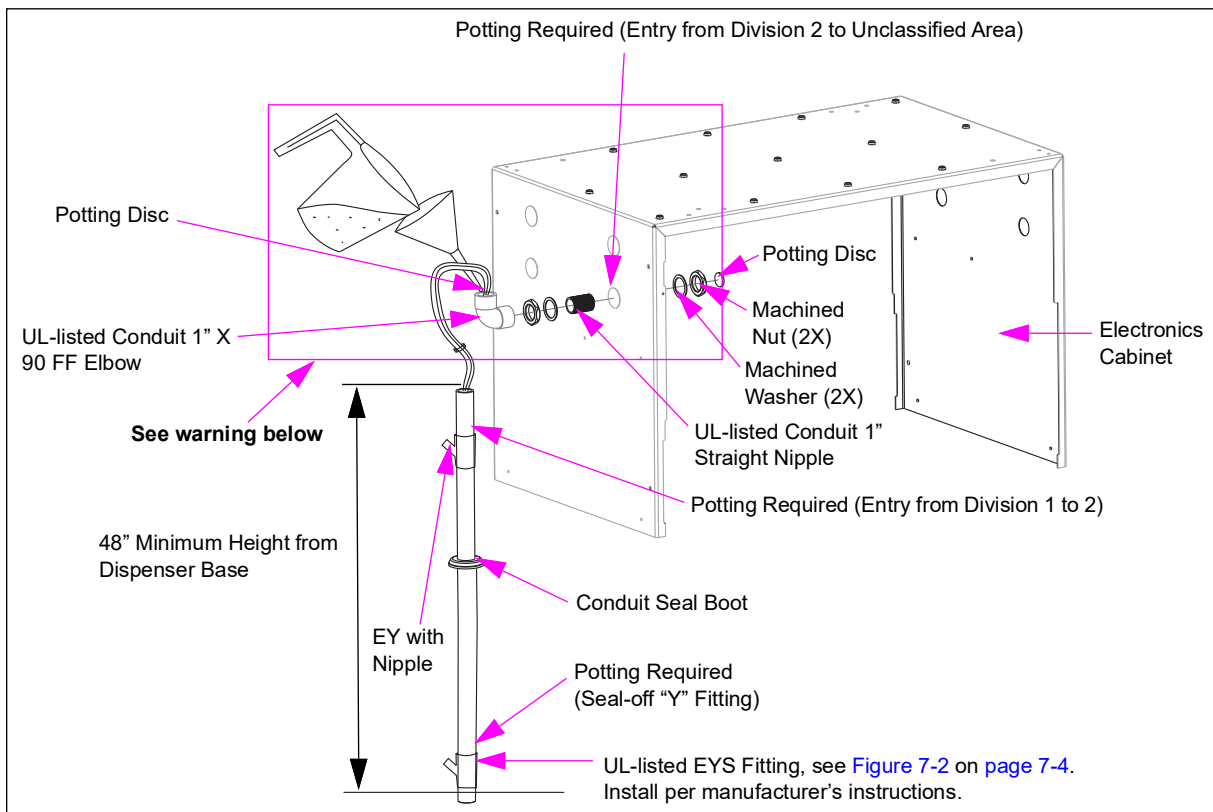 Potting Required (Entry from Division 2 to Unclassified Area)
Potting Disc
Potting Disc
UL-listed Conduit 1” X
90 FF Elbow
Machined
Nut (2X)
Electronics
Cabinet
Machined
Washer (2X)
See warning below
UL-listed Conduit 1”
Straight Nipple
Potting Required (Entry from Division 1 to 2)
48” Minimum Height from
Dispenser Base
Conduit Seal Boot
EY with
Nipple
Potting Required
(Seal-off “Y” Fitting)
UL-listed EYS Fitting, see Figure 7-2 on page 7-4.
Install per manufacturer’s instructions.